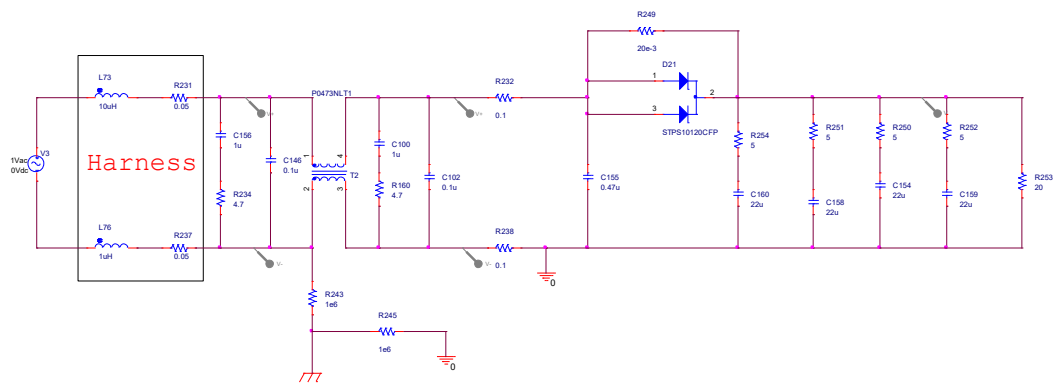 R249
20e-3
D21
1
2
3
STPS10120CFP
L73
10uH
R231
0.05
P0473NLT1
V+
V+
R232
0.1
V-
C156
1u
C146
0.1u
1
4
2
3
T2
C100
1u
C102
0.1u
R254
5
R251
5
R250
5
R252
5
V3
1Vac
0Vdc
Harness
R234
4.7
R160
4.7
C155
0.47u
C160
22u
C158
22u
C154
22u
C159
22u
R253
20
L76
1uH
R237
0.05
V-
V-
R238
0.1
0
R243
1e6
R245
1e6
0